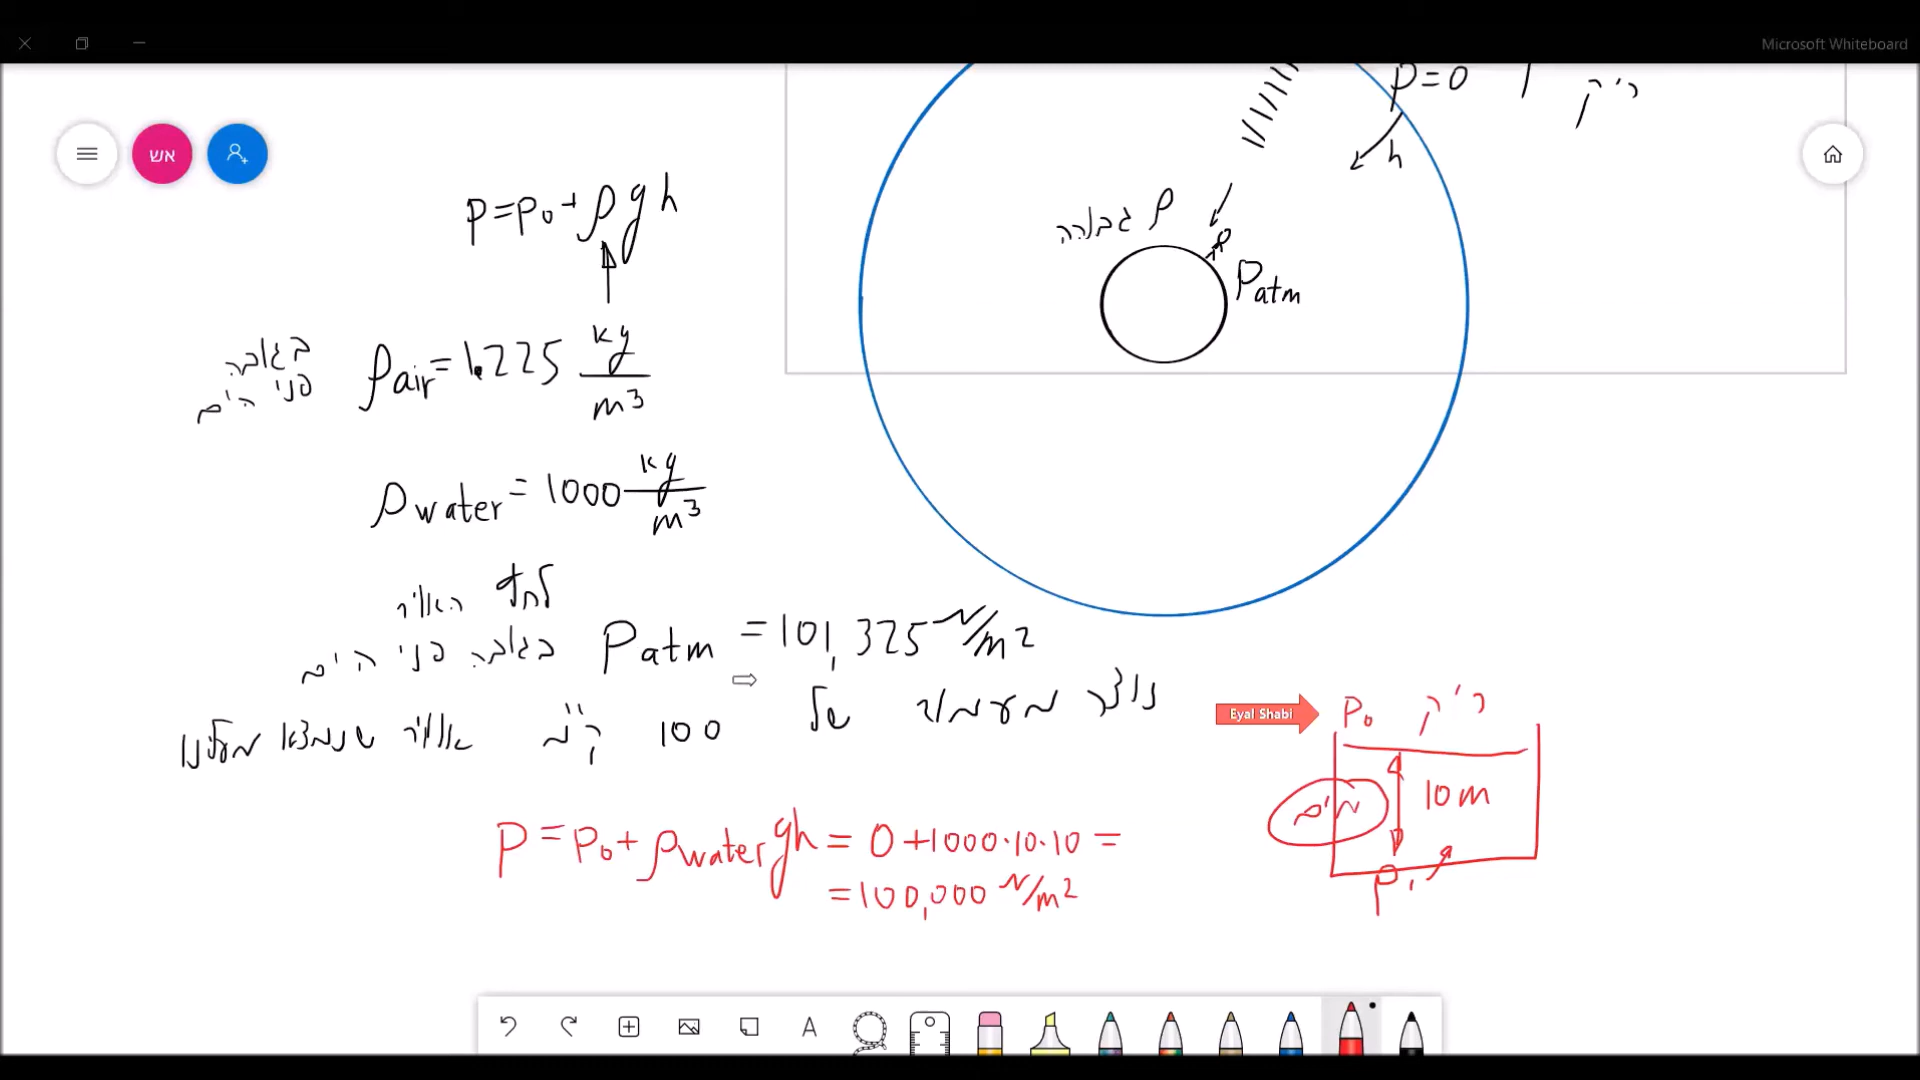 Microsoft Whiteboard
אש
p=0
ריק
h
p=p₀+ρgh
ρ גבוהה
p
Patm
בגובה
פני הים
ρair=1.225 kg/m³
ρwater=1000 kg/m³
לחץ האויר
בגובה פני הים
Patm =101,325 N/m²
נוצר מעמוד של 100 ק"מ אוויר שנמצא מעלינו
Eyal Shabi
P₀ ריק
10m
מים
P₁
P=P₀+ρwater gh= 0+1000·10·10=
=100,000 N/m²